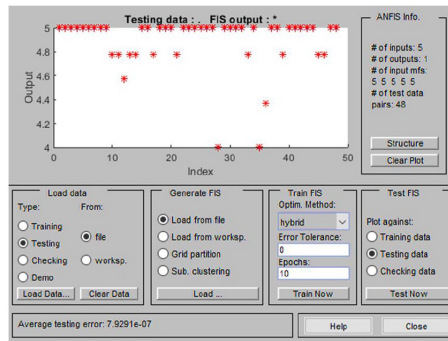 Testing data : .   FIS output : *
5
4.8
4.6
4.4
4.2
4
Output
0
10
20
30
40
50
Index
ANFIS Info.
# of inputs: 5
# of outputs: 1
# of input mfs:
5 5 5 5 5
# of test data
pairs: 48
Structure
Clear Plot
Load data
Type:
From:
Training
Testing
Checking
Demo
file
worksp.
Load Data...
Clear Data
Generate FIS
Load from file
Load from worksp.
Grid partition
Sub. clustering
Load ...
Train FIS
Optim. Method:
hybrid
Error Tolerance:
0
Epochs:
10
Train Now
Test FIS
Plot against:
Training data
Testing data
Checking data
Test Now
Average testing error: 7.9291e-07
Help
Close